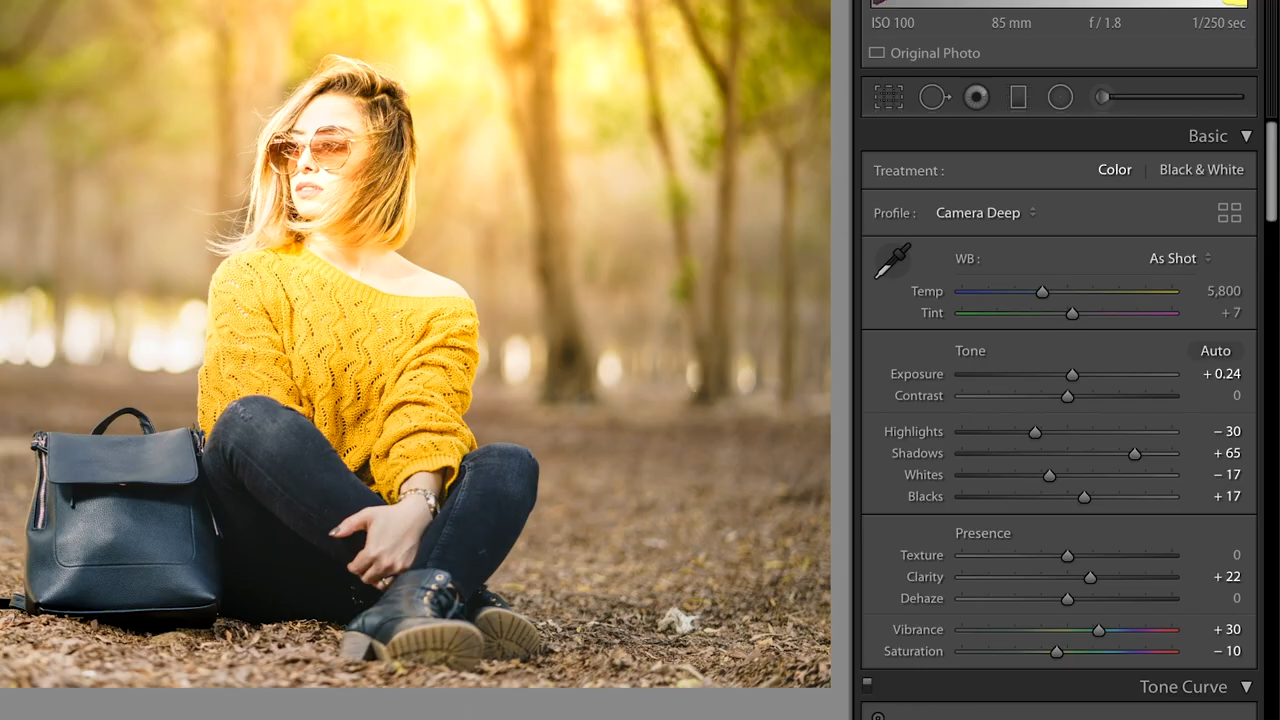 ISO 100 85 mm f / 1.8 1/250 sec
Original Photo
Basic
Treatment : Color Black & White
Profile : Camera Deep
WB : As Shot
Temp 5,800
Tint + 7
Tone Auto
Exposure + 0.24
Contrast 0
Highlights – 30
Shadows + 65
Whites – 17
Blacks + 17
Presence
Texture 0
Clarity + 22
Dehaze 0
Vibrance + 30
Saturation – 10
Tone Curve